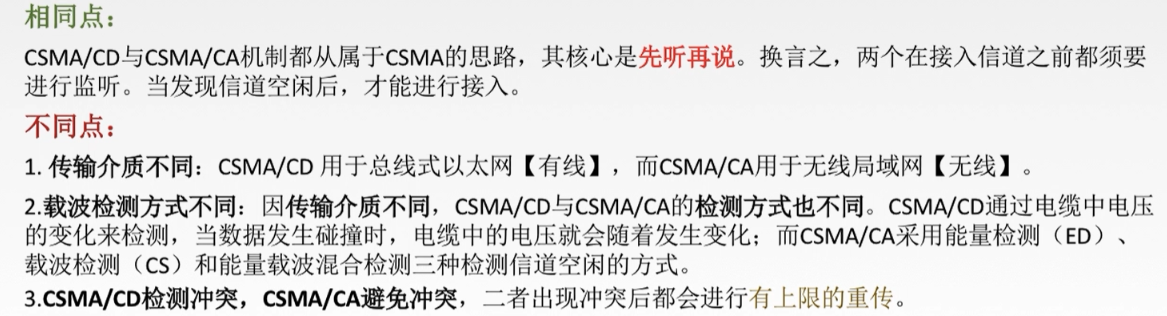 相同点：
CSMA/CD与CSMA/CA机制都从属于CSMA的思路，其核心是先听再说。换言之，两个在接入信道之前都须要
进行监听。当发现信道空闲后，才能进行接入。
不同点：
1. 传输介质不同：CSMA/CD 用于总线式以太网【有线】，而CSMA/CA用于无线局域网【无线】。
2.载波检测方式不同：因传输介质不同，CSMA/CD与CSMA/CA的检测方式也不同。CSMA/CD通过电缆中电压
的变化来检测，当数据发生碰撞时，电缆中的电压就会随着发生变化；而CSMA/CA采用能量检测（ED）、
载波检测（CS）和能量载波混合检测三种检测信道空闲的方式。
3.CSMA/CD检测冲突，CSMA/CA避免冲突，二者出现冲突后都会进行有上限的重传。